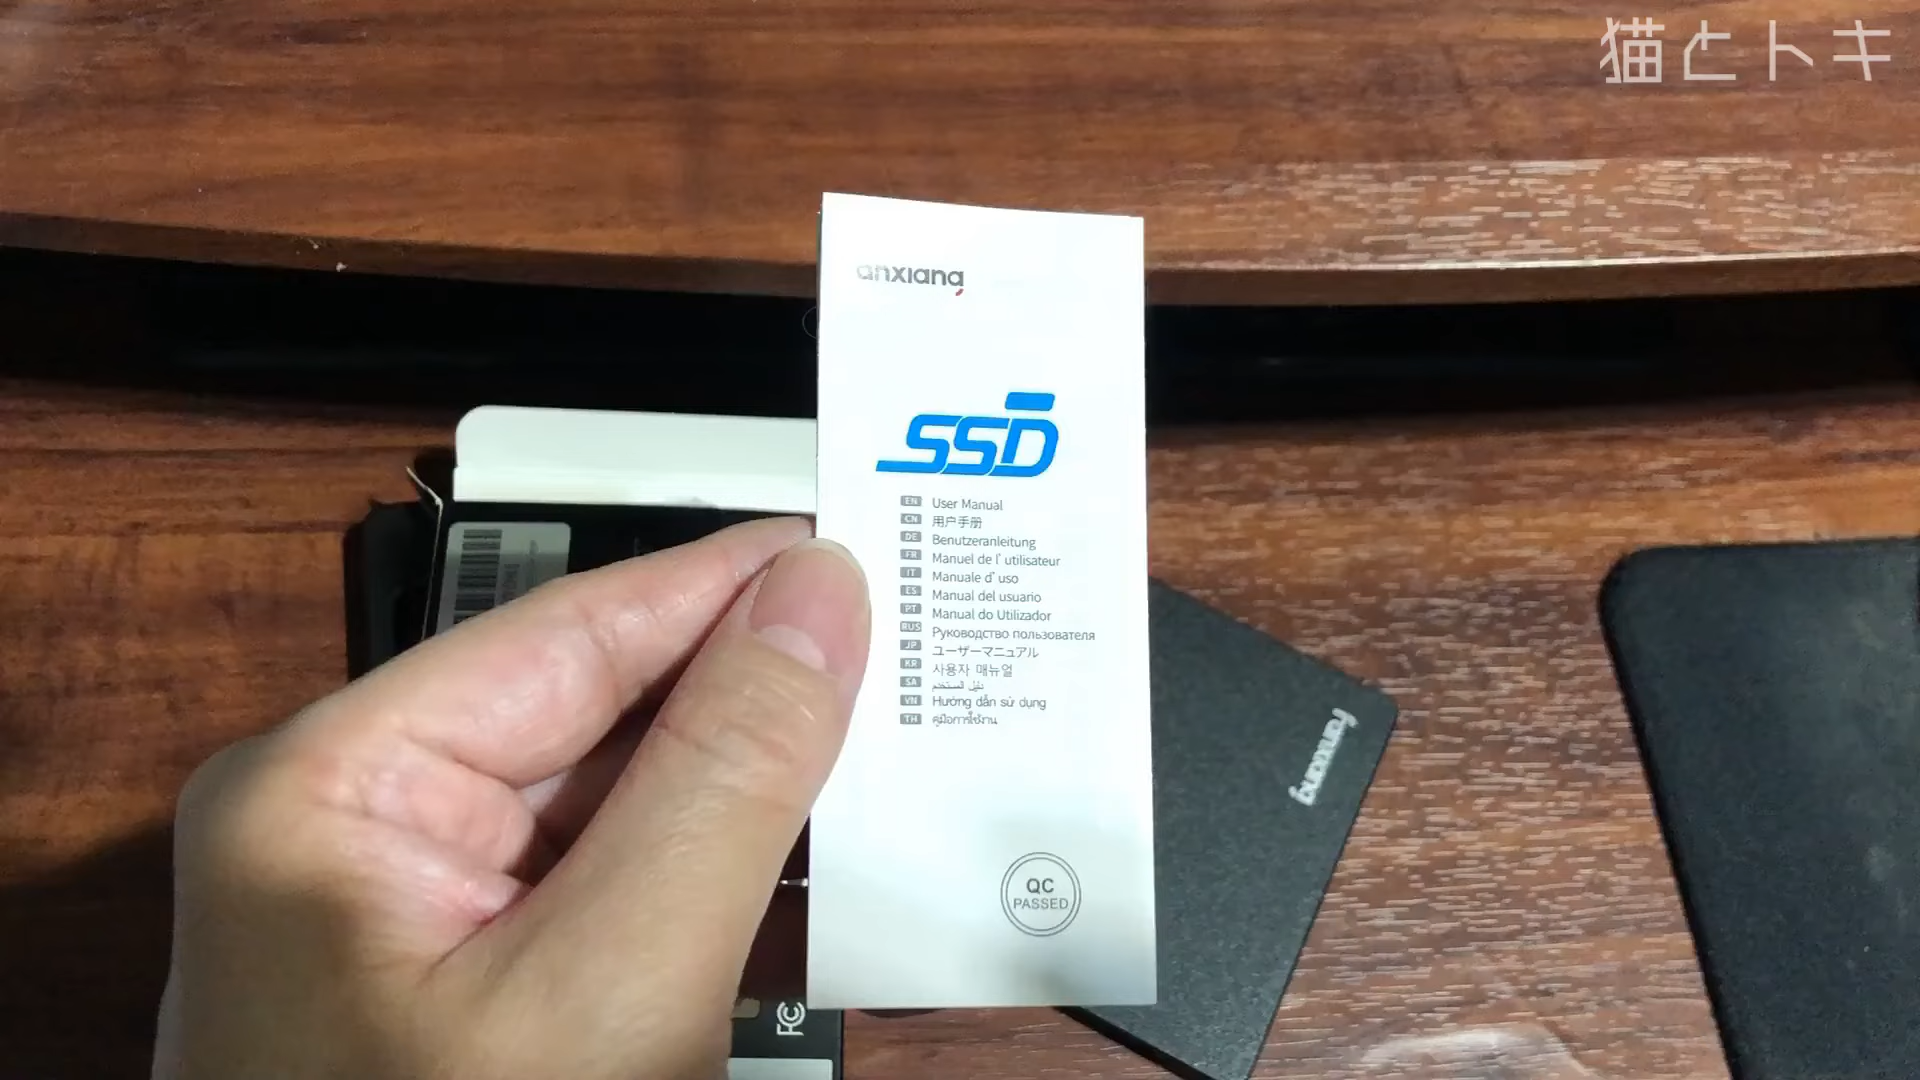 猫とトキ
anxiang
SSD
EN User Manual
CN 用户手册
DE Benutzeranleitung
FR Manuel de l' utilisateur
IT Manuale d' uso
ES Manual del usuario
PT Manual do Utilizador
RUS Руководство пользователя
JP ユーザーマニュアル
KR 사용자 매뉴얼
SA دليل المستخدم
VN Hướng dẫn sử dụng
TH คู่มือการใช้งาน
fanxiang
QC
PASSED
FC